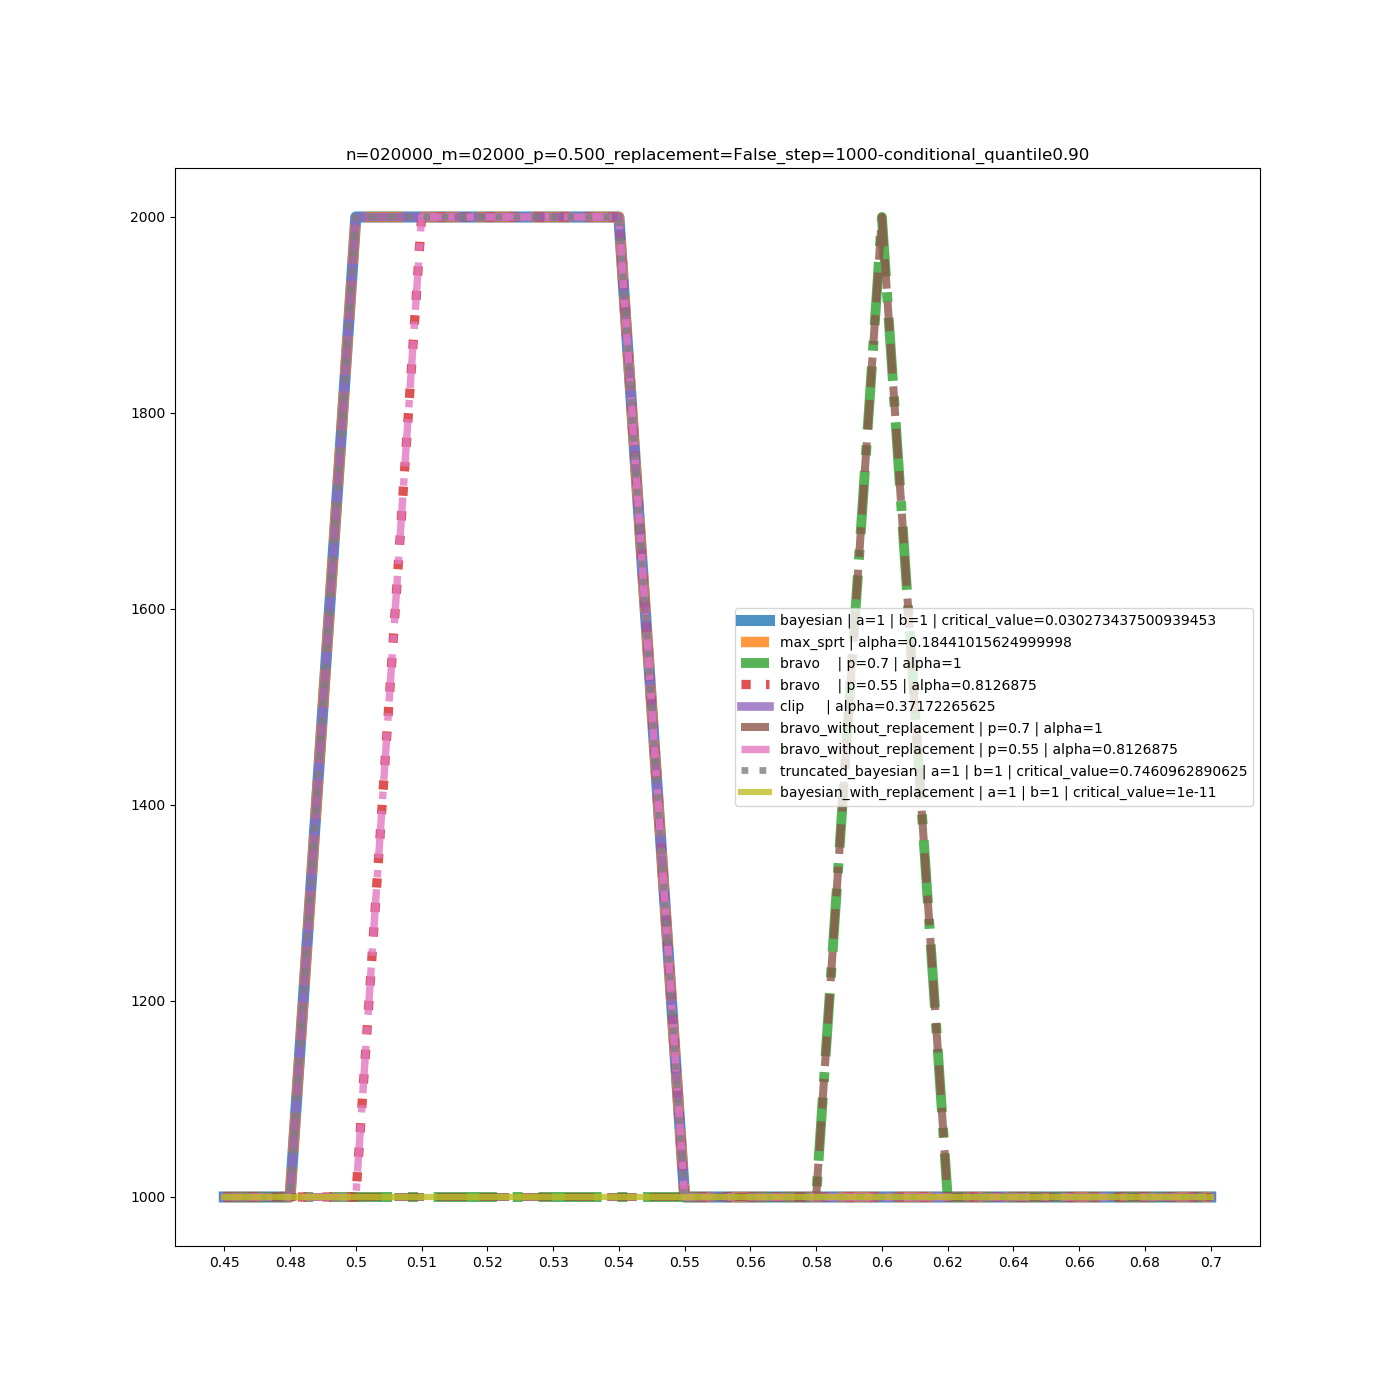 n=020000_m=02000_p=0.500_replacement=False_step=1000-conditional_quantile0.90
2000
1800
1600
1400
1200
1000
bayesian | a=1 | b=1 | critical_value=0.030273437500939453
max_sprt | alpha=0.18441015624999998
bravo    | p=0.7 | alpha=1
bravo    | p=0.55 | alpha=0.8126875
clip     | alpha=0.37172265625
bravo_without_replacement | p=0.7 | alpha=1
bravo_without_replacement | p=0.55 | alpha=0.8126875
truncated_bayesian | a=1 | b=1 | critical_value=0.7460962890625
bayesian_with_replacement | a=1 | b=1 | critical_value=1e-11
0.45 0.48 0.5 0.51 0.52 0.53 0.54 0.55 0.56 0.58 0.6 0.62 0.64 0.66 0.68 0.7